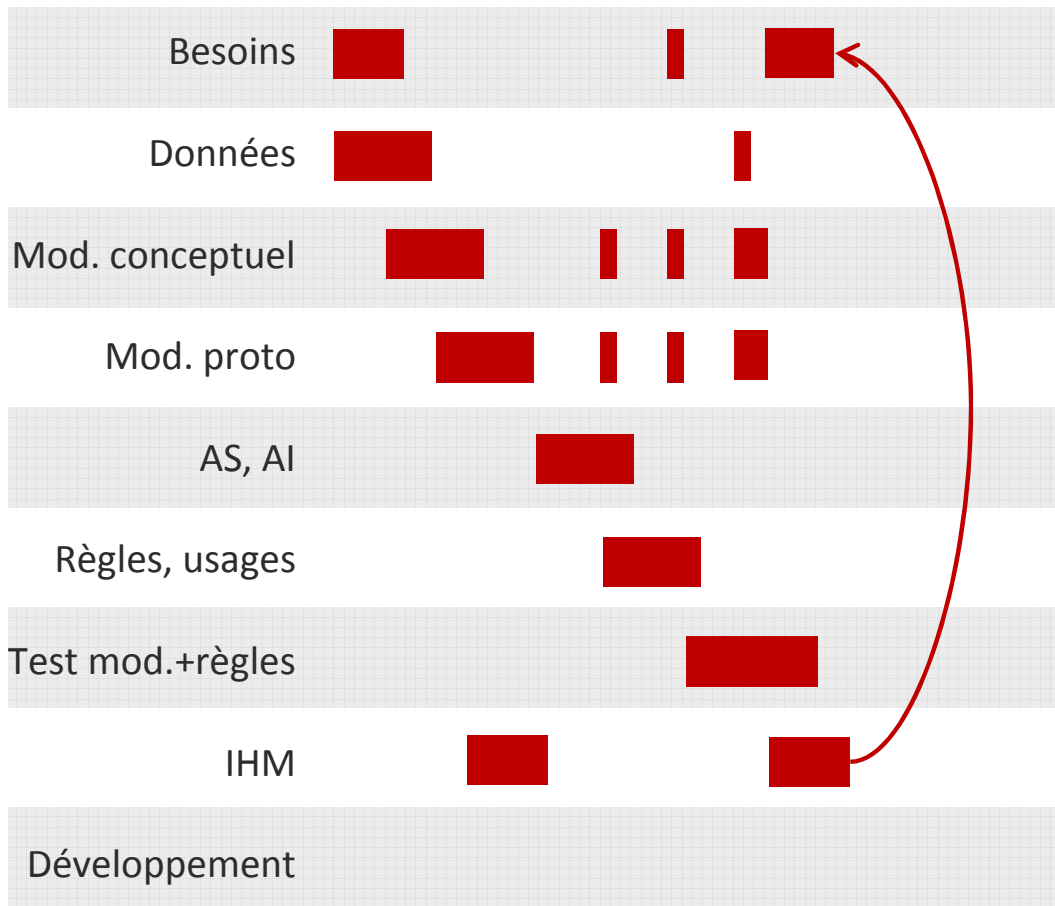 Besoins
Données
Mod. conceptuel
Mod. proto
AS, AI
Règles, usages
Test mod.+règles
IHM
Développement